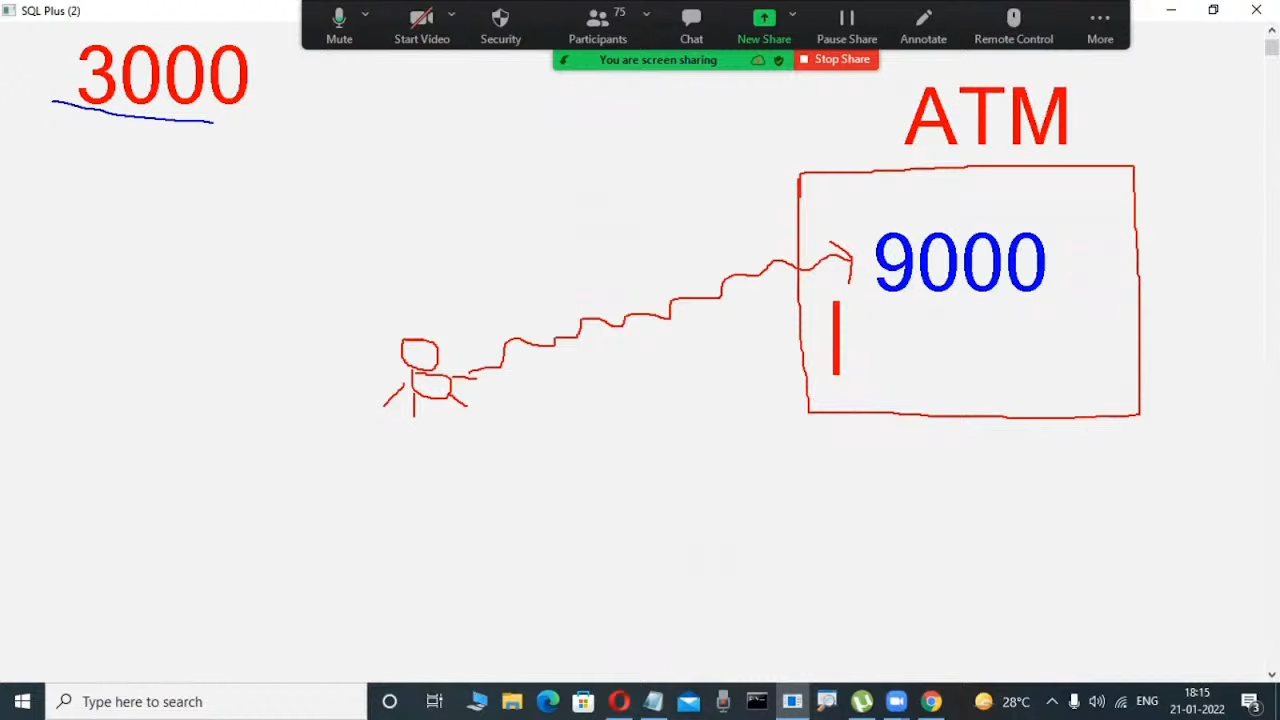 SQL Plus (2)
75
Mute
Start Video
Security
Participants
Chat
New Share
Pause Share
Annotate
Remote Control
More
You are screen sharing
Stop Share
3000
ATM
9000
Type here to search
28°C
ENG
18:15
21-01-2022
3